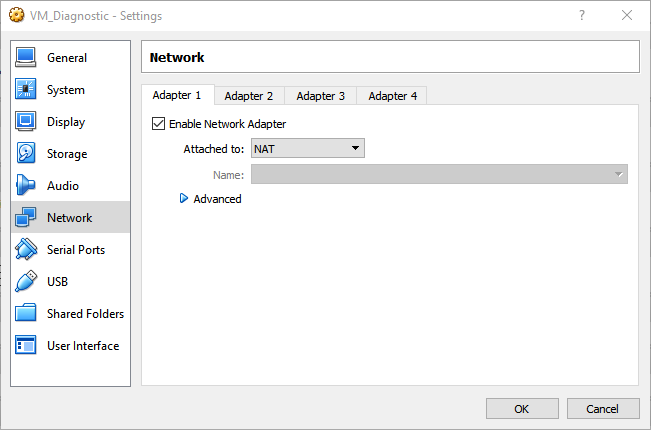 VM_Diagnostic - Settings
?
General
System
Display
Storage
Audio
Network
Serial Ports
USB
Shared Folders
User Interface
Network
Adapter 1 Adapter 2 Adapter 3 Adapter 4
Enable Network Adapter
Attached to: NAT
Name:
Advanced
OK Cancel